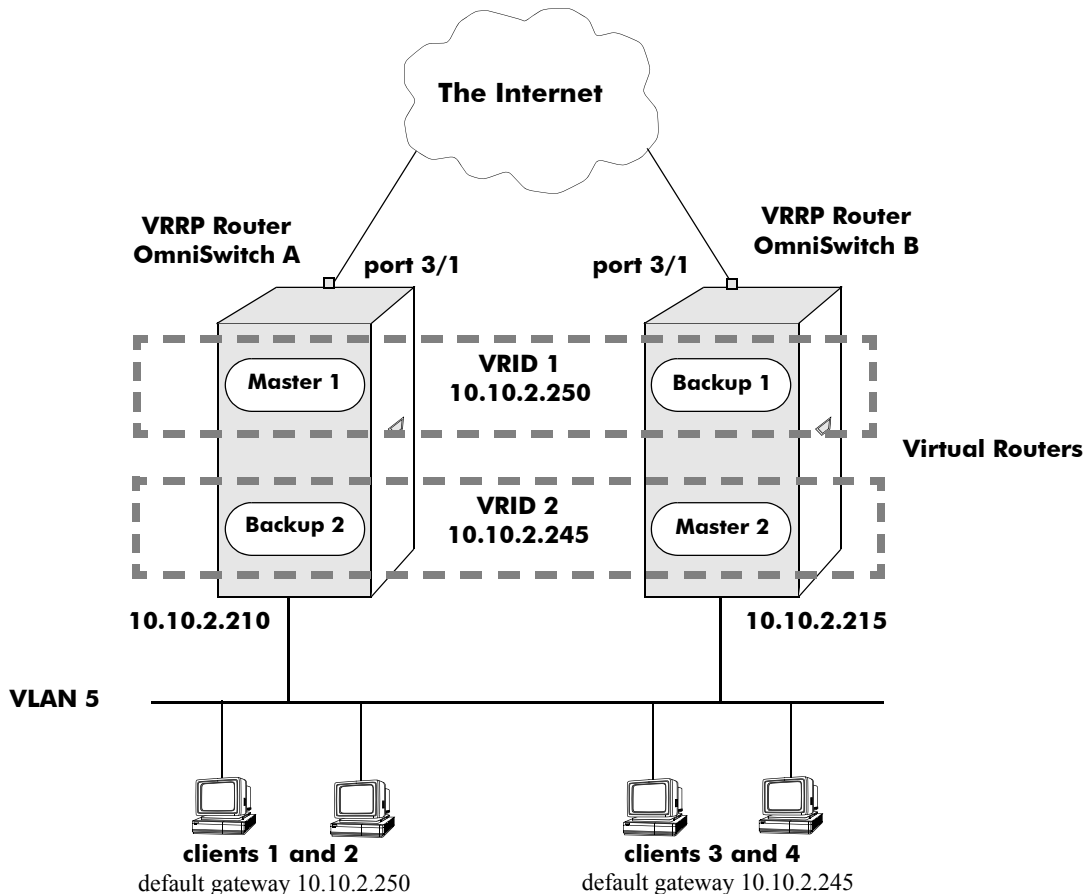 The Internet
VRRP Router
OmniSwitch A
VRRP Router
OmniSwitch B
port 3/1
port 3/1
Master 1
VRID 1
10.10.2.250
Backup 1
Virtual Routers
Backup 2
VRID 2
10.10.2.245
Master 2
10.10.2.210
10.10.2.215
VLAN 5
clients 1 and 2
default gateway 10.10.2.250
clients 3 and 4
default gateway 10.10.2.245